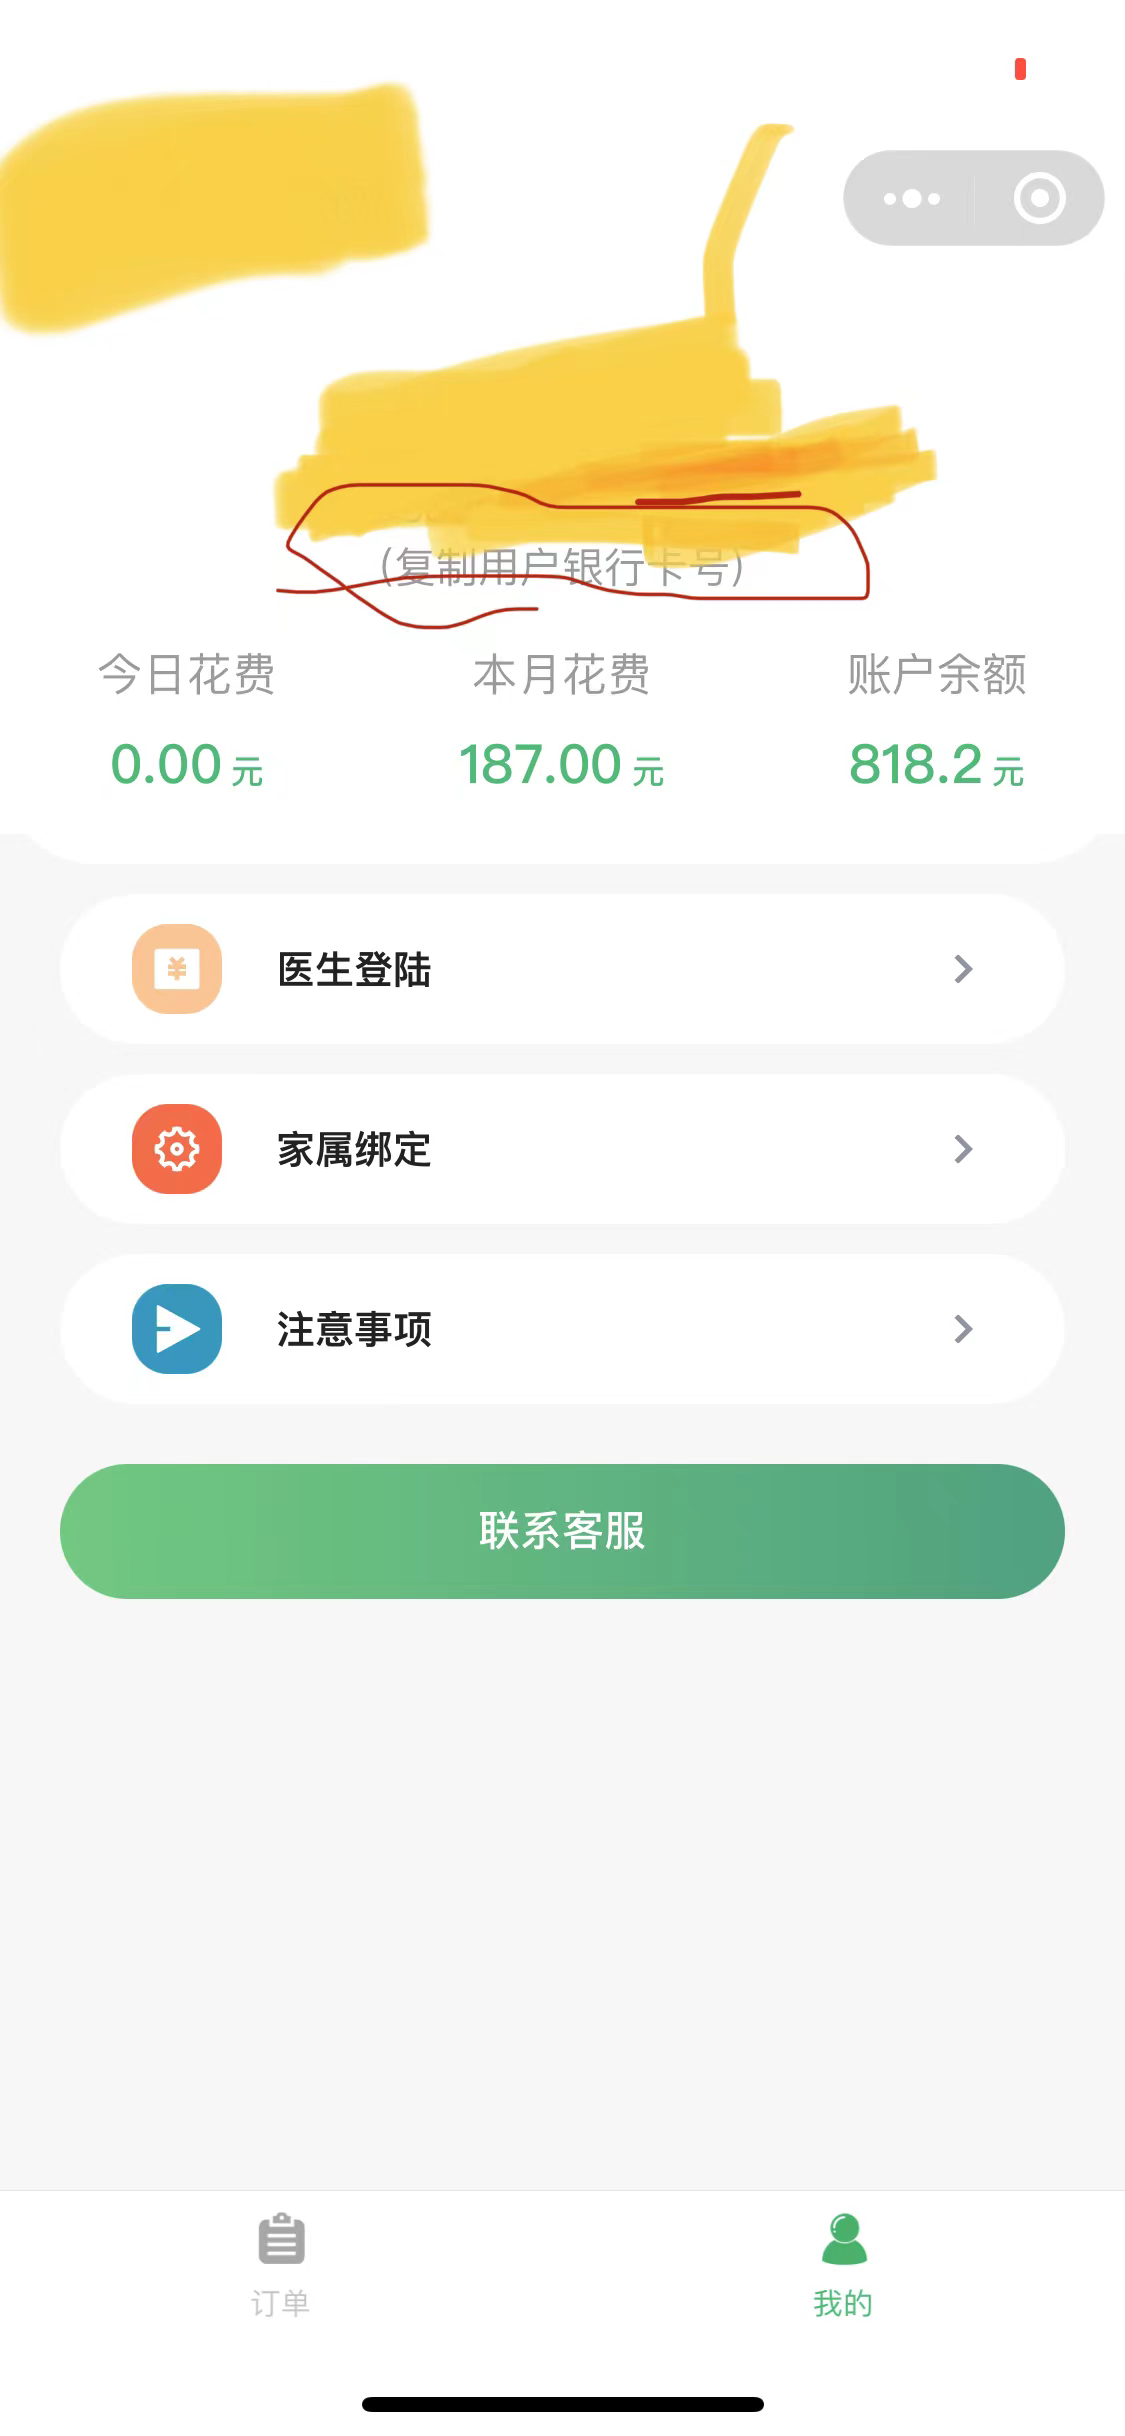 (复制用户银行卡号)
今日花费 本月花费 账户余额
0.00 元 187.00 元 818.2 元
医生登陆
家属绑定
注意事项
联系客服
订单 我的